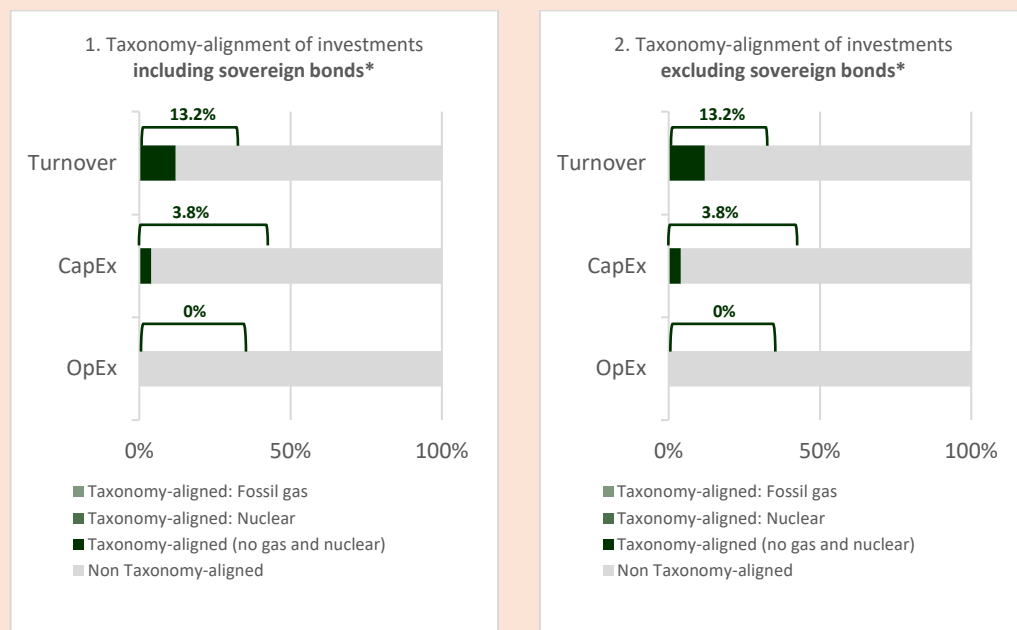 1. Taxonomy-alignment of investments
including sovereign bonds*
13.2%
Turnover
3.8%
CapEx
0%
OpEx
0% 50% 100%
Taxonomy-aligned: Fossil gas
Taxonomy-aligned: Nuclear
Taxonomy-aligned (no gas and nuclear)
Non Taxonomy-aligned
2. Taxonomy-alignment of investments
excluding sovereign bonds*
13.2%
Turnover
3.8%
CapEx
0%
OpEx
0% 50% 100%
Taxonomy-aligned: Fossil gas
Taxonomy-aligned: Nuclear
Taxonomy-aligned (no gas and nuclear)
Non Taxonomy-aligned